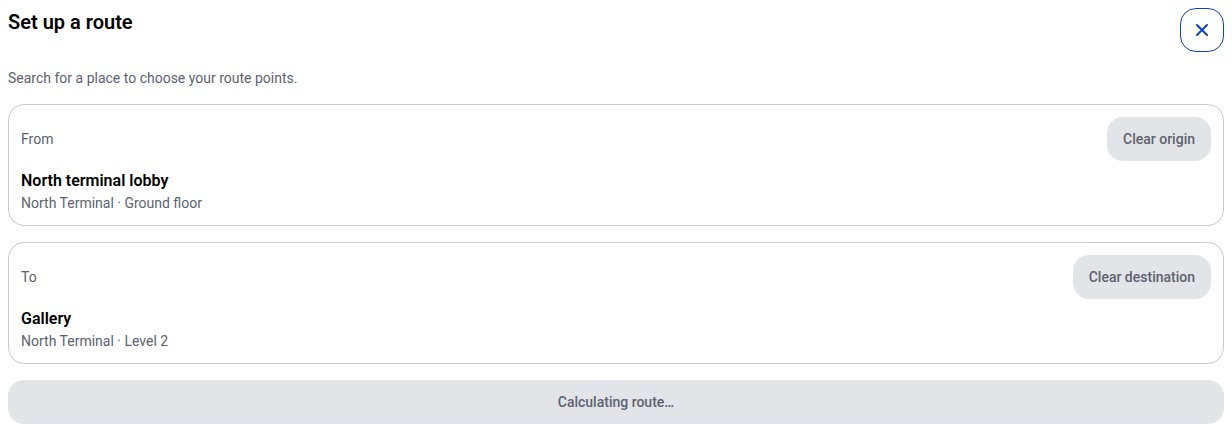 Set up a route
Search for a place to choose your route points.
From
Clear origin
North terminal lobby
North Terminal · Ground floor
To
Clear destination
Gallery
North Terminal · Level 2
Calculating route…